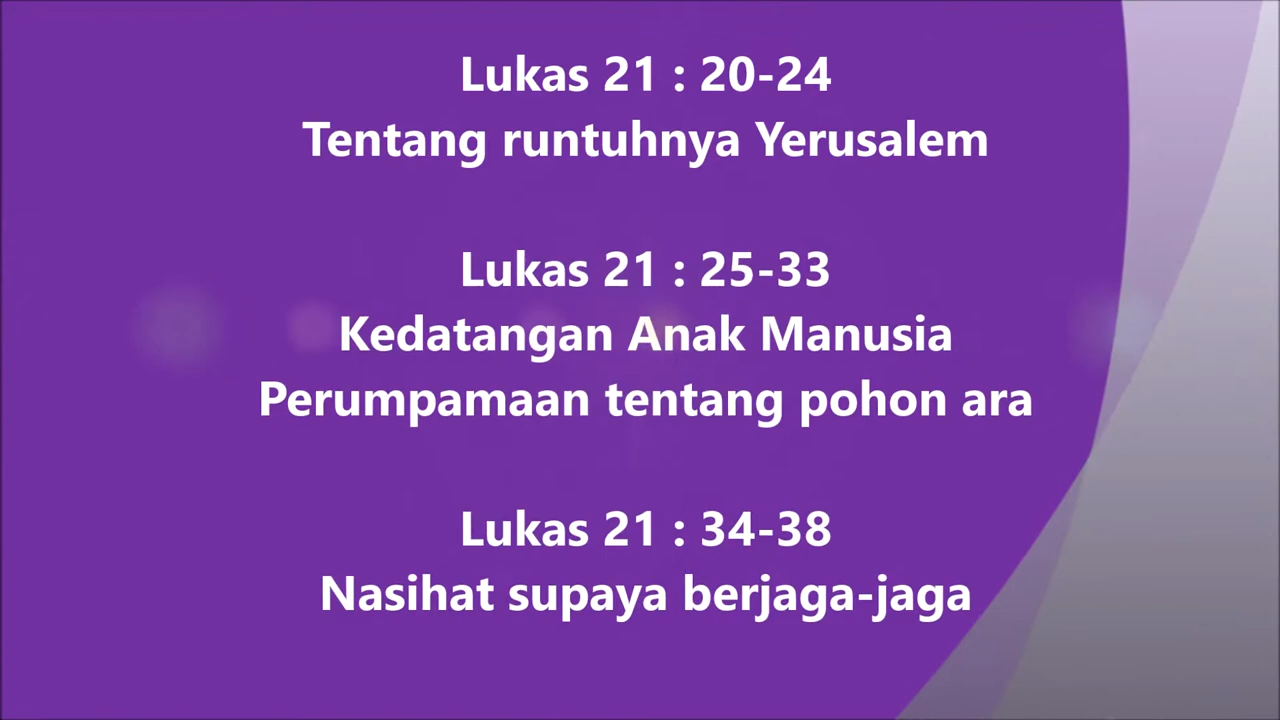 Lukas 21 : 20-24
Tentang runtuhnya Yerusalem
Lukas 21 : 25-33
Kedatangan Anak Manusia
Perumpamaan tentang pohon ara
Lukas 21 : 34-38
Nasihat supaya berjaga-jaga